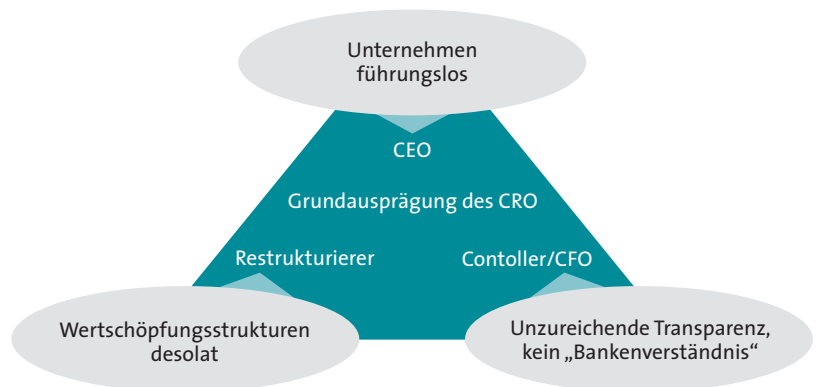 Unternehmen
führungslos
CEO
Grundausprägung des CRO
Restrukturierer
Contoller/CFO
Wertschöpfungsstrukturen
desolat
Unzureichende Transparenz,
kein „Bankenverständnis“